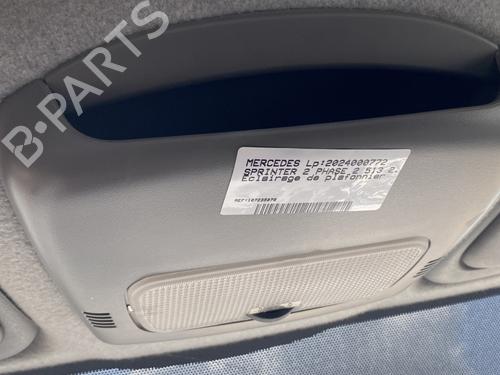 B-PARTS
MERCEDES Lp:2024000772
SPRINTER 2 PHASE 2 513 2.
Eclairage de plafonnier